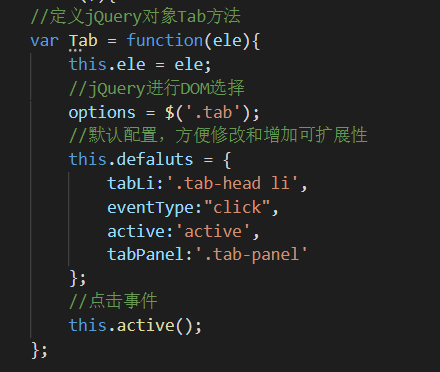 //定义jQuery对象Tab方法
var Tab = function(ele){
this.ele = ele;
//jQuery进行DOM选择
options = $('.tab');
//默认配置，方便修改和增加可扩展性
this.defaluts = {
tabLi:'.tab-head li',
eventType:"click",
active:'active',
tabPanel:'.tab-panel'
};
//点击事件
this.active();
};